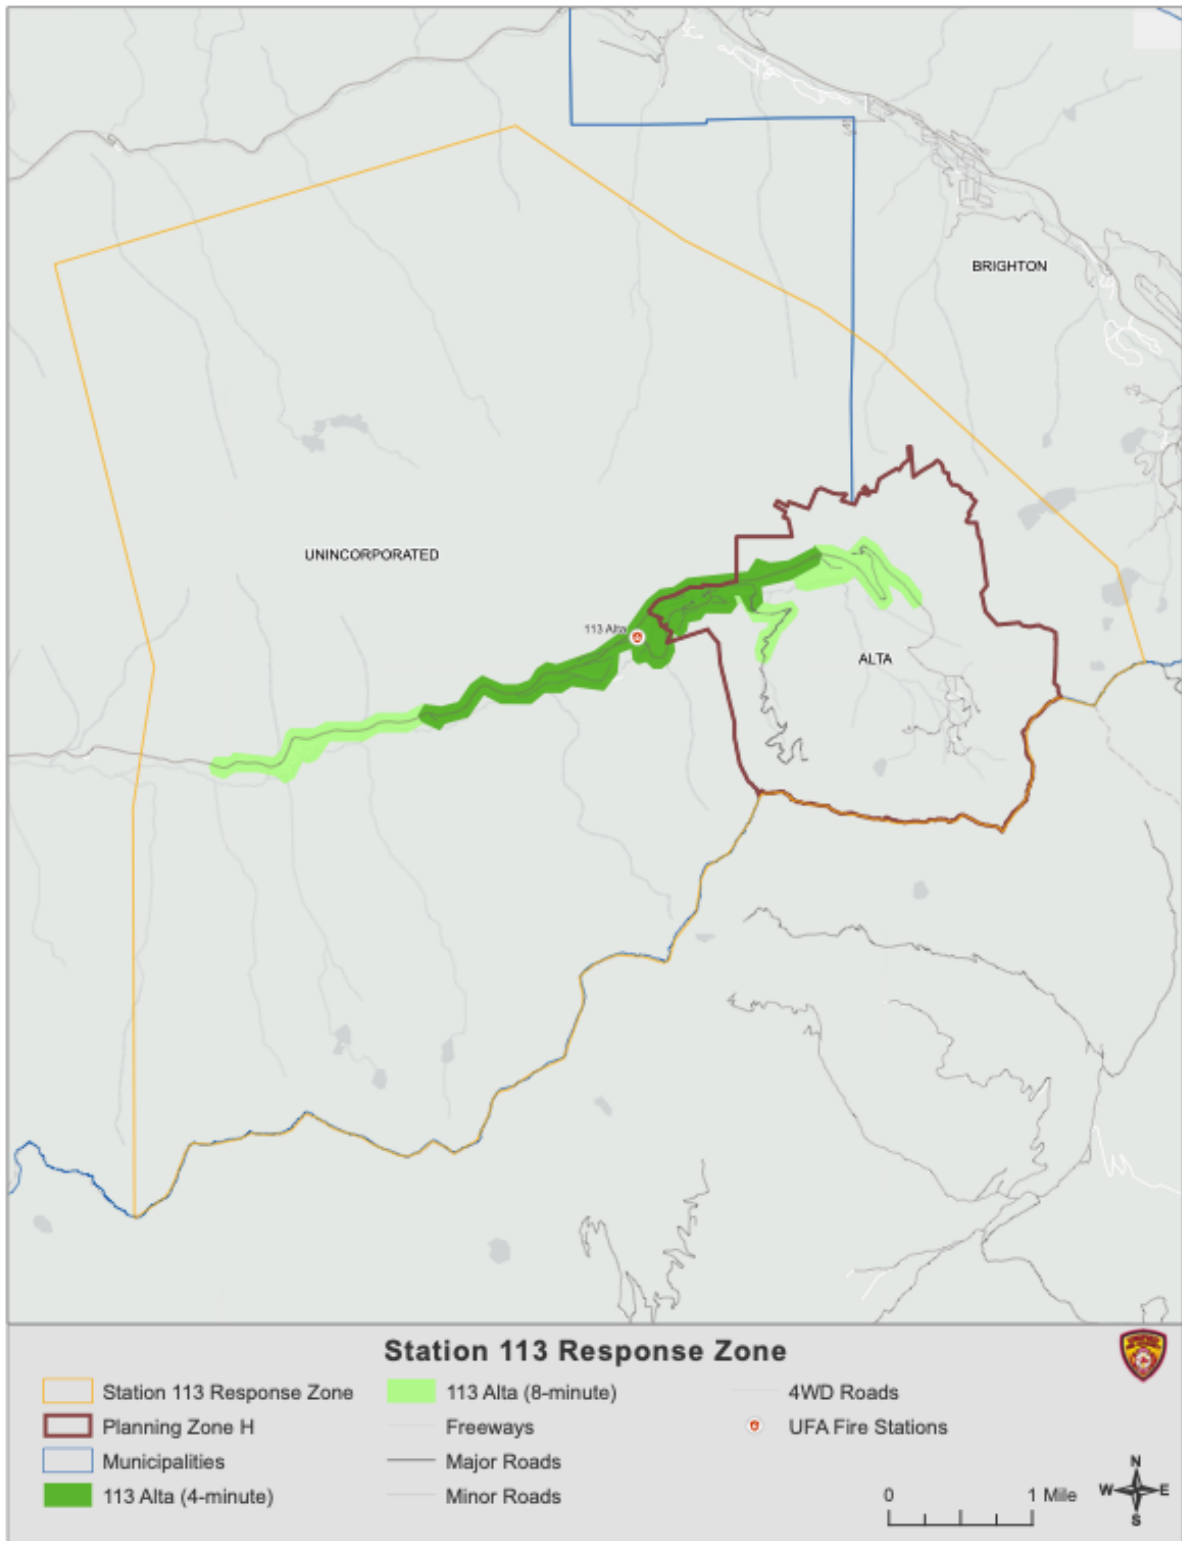 BRIGHTON
UNINCORPORATED
113 Alta
ALTA
Station 113 Response Zone
Station 113 Response Zone
Planning Zone H
Municipalities
113 Alta (4-minute)
113 Alta (8-minute)
Freeways
Major Roads
Minor Roads
4WD Roads
UFA Fire Stations
0 1 Mile
N
W E
S